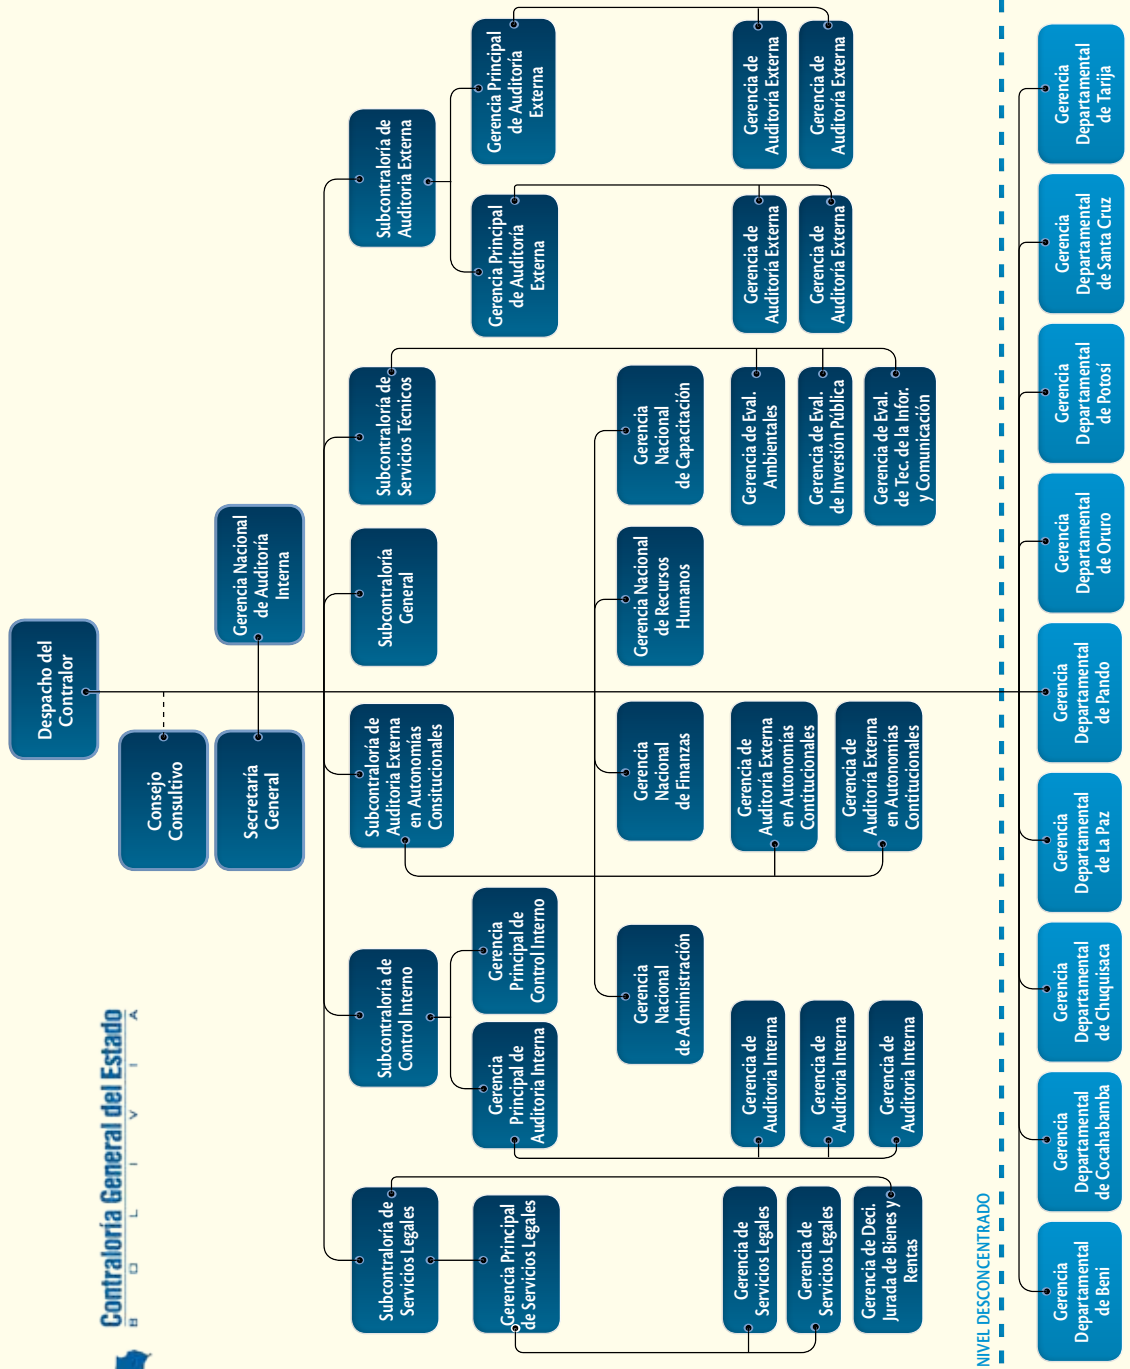 Contraloría General del Estado
B O L I V I A
Despacho del
Contralor
Consejo
Consultivo
Secretaría
General
Gerencia Nacional
de Auditoría
Interna
Subcontraloría de
Servicios Legales
Subcontraloría de
Control Interno
Subcontraloría de
Auditoría Externa
en Autonomías
Consitucionales
Subcontraloría
General
Subcontraloría de
Servicios Técnicos
Subcontraloría de
Auditoría Externa
Gerencia Principal
de Servicios Legales
Gerencia
Principal de
Auditoría Interna
Gerencia
Principal de
Control Interno
Gerencia Principal
de Auditoría
Externa
Gerencia Principal
de Auditoría
Externa
Gerencia
Nacional
de Administración
Gerencia
Nacional
de Finanzas
Gerencia Nacional
de Recursos
Humanos
Gerencia
Nacional
de Capacitación
Gerencia de
Servicios Legales
Gerencia de
Servicios Legales
Gerencia de Deci.
Jurada de Bienes y
Rentas
Gerencia de
Auditoría Interna
Gerencia de
Auditoría Interna
Gerencia de
Auditoría Interna
Gerencia de
Auditoría Externa
en Autonomías
Contitucionales
Gerencia de
Auditoría Externa
en Autonomías
Contitucionales
Gerencia de Eval.
Ambientales
Gerencia de Eval.
de Inversión Pública
Gerencia de Eval.
de Tec. de la Infor.
y Comunicación
Gerencia de
Auditoría Externa
Gerencia de
Auditoría Externa
Gerencia de
Auditoría Externa
Gerencia de
Auditoría Externa
NIVEL DESCONCENTRADO
Gerencia
Departamental
de Beni
Gerencia
Departamental
de Cocahabamba
Gerencia
Departamental
de Chuquisaca
Gerencia
Departamental
de La Paz
Gerencia
Departamental
de Pando
Gerencia
Departamental
de Oruro
Gerencia
Departamental
de Potosí
Gerencia
Departamental
de Santa Cruz
Gerencia
Departamental
de Tarija